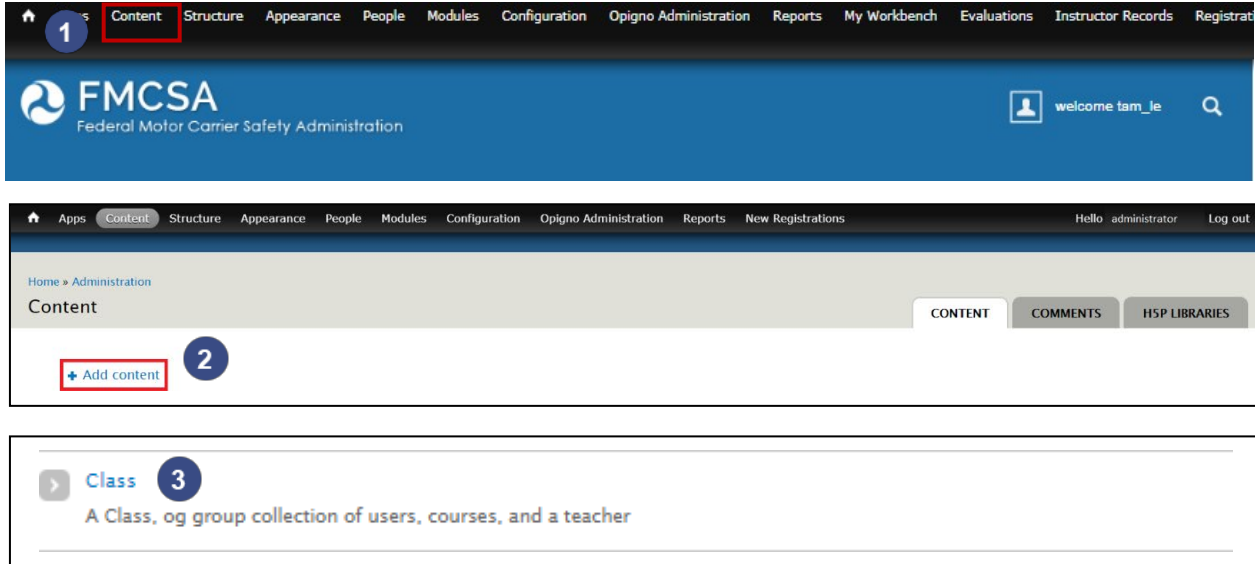 Content Structure Appearance People Modules Configuration Opigno Administration Reports My Workbench Evaluations Instructor Records
1
FMCSA
Federal Motor Carrier Safety Administration
welcome tam_le
Apps Content Structure Appearance People Modules Configuration Opigno Administration Reports New Registrations Hello administrator Log out
Home » Administration
Content
CONTENT COMMENTS H5P LIBRARIES
2
+ Add content
Class 3
A Class, og group collection of users, courses, and a teacher